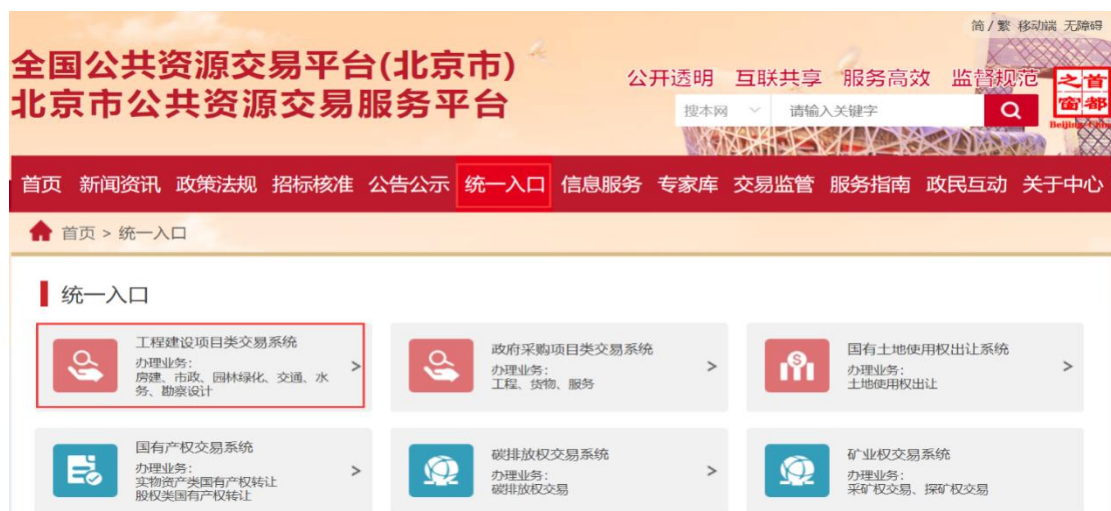 简 / 繁 移动端 无障碍
全国公共资源交易平台(北京市)
北京市公共资源交易服务平台
公开透明 互联共享 服务高效 监督规范
搜本网 请输入关键字
之首
窗都
首页 新闻资讯 政策法规 招标核准 公告公示 统一入口 信息服务 专家库 交易监管 服务指南 政民互动 关于中心
首页 > 统一入口
统一入口
工程建设项目类交易系统
办理业务：
房建、市政、园林绿化、交通、水
务、勘察设计
>
政府采购项目类交易系统
办理业务：
工程、货物、服务
>
国有土地使用权出让系统
办理业务：
土地使用权出让
>
国有产权交易系统
办理业务：
实物资产类国有产权转让
股权类国有产权转让
>
碳排放权交易系统
办理业务：
碳排放权交易
>
矿业权交易系统
办理业务：
采矿权交易、探矿权交易